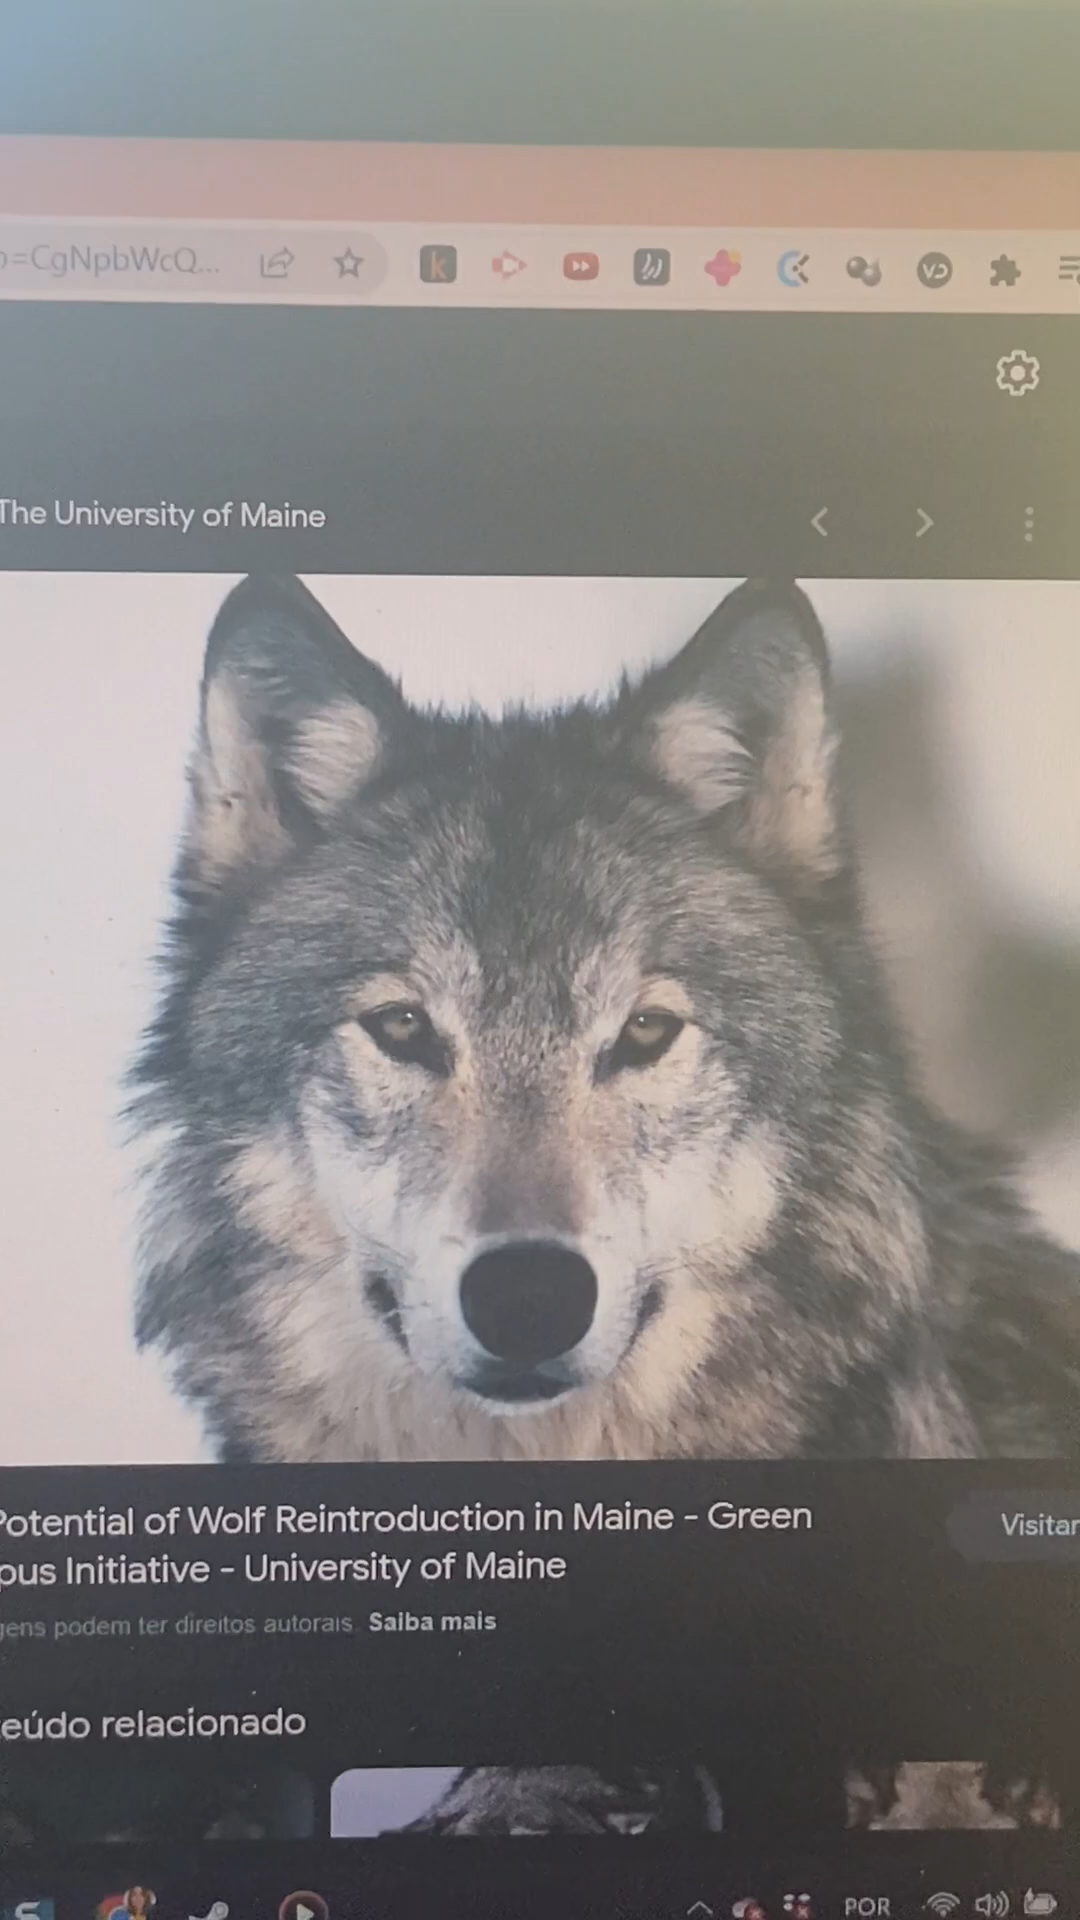 =CgNpbWcQ...
The University of Maine
Potential of Wolf Reintroduction in Maine - Green
pus Initiative - University of Maine
Visitar
gens podem ter direitos autorais Saiba mais
eúdo relacionado
POR